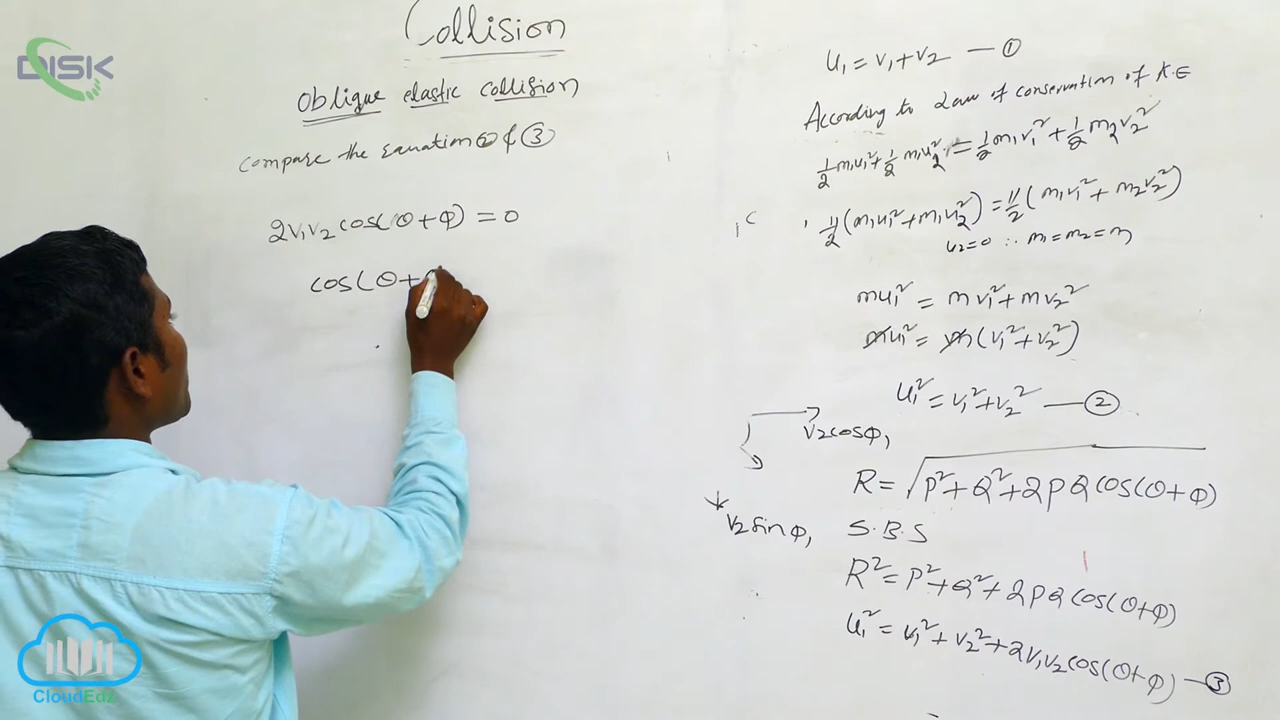 Collision
DISK
Oblique elastic collision
compare the equation ② & ③
2v₁v₂cos(θ+φ) = 0
cos(θ+
u₁ = v₁+v₂ — ①
According to Law of conservation of K.E
½m₁u₁²+½m₁u₂² = ½m₁v₁²+½m₂v₂²
½(m₁u₁²+m₁u₂²) = ½(m₁v₁²+m₂v₂²)
u₂=0 ∴ m₁=m₂=m
mu₁² = mv₁²+mv₂²
mu₁² = m(v₁²+v₂²)
u₁² = v₁²+v₂² — ②
v₂cosφ,
R = √P²+Q²+2PQcos(θ+φ)
v₂sinφ,
S.B.S
R² = P²+Q²+2PQcos(θ+φ)
u₁² = v₁²+v₂²+2v₁v₂cos(θ+φ) — ③
CloudEdz